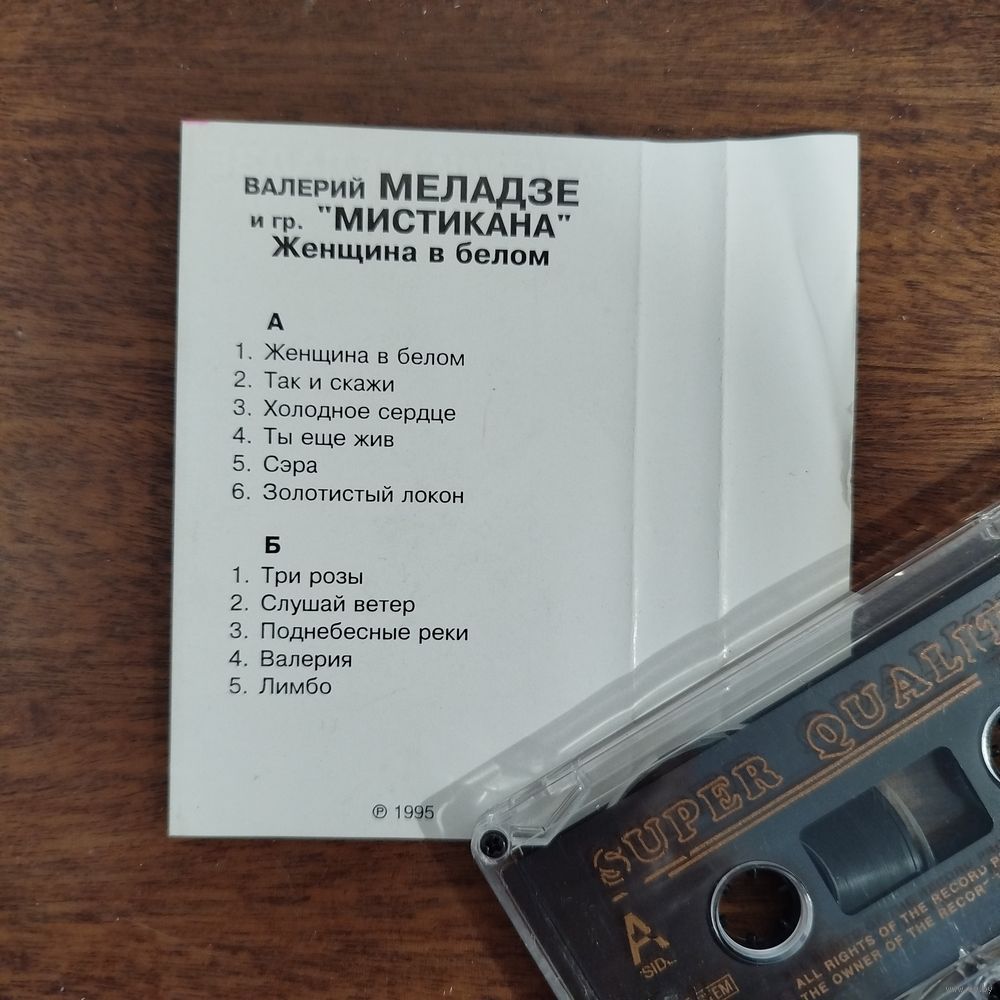 ВАЛЕРИЙ МЕЛАДЗЕ
и гр. "МИСТИКАНА"
Женщина в белом
А
1. Женщина в белом
2. Так и скажи
3. Холодное сердце
4. Ты еще жив
5. Сэра
6. Золотистый локон
Б
1. Три розы
2. Слушай ветер
3. Поднебесные реки
4. Валерия
5. Лимбо
℗ 1995
SUPER QUALIT
A
ALL RIGHTS OF THE RECORD
THE OWNER OF THE RECOR